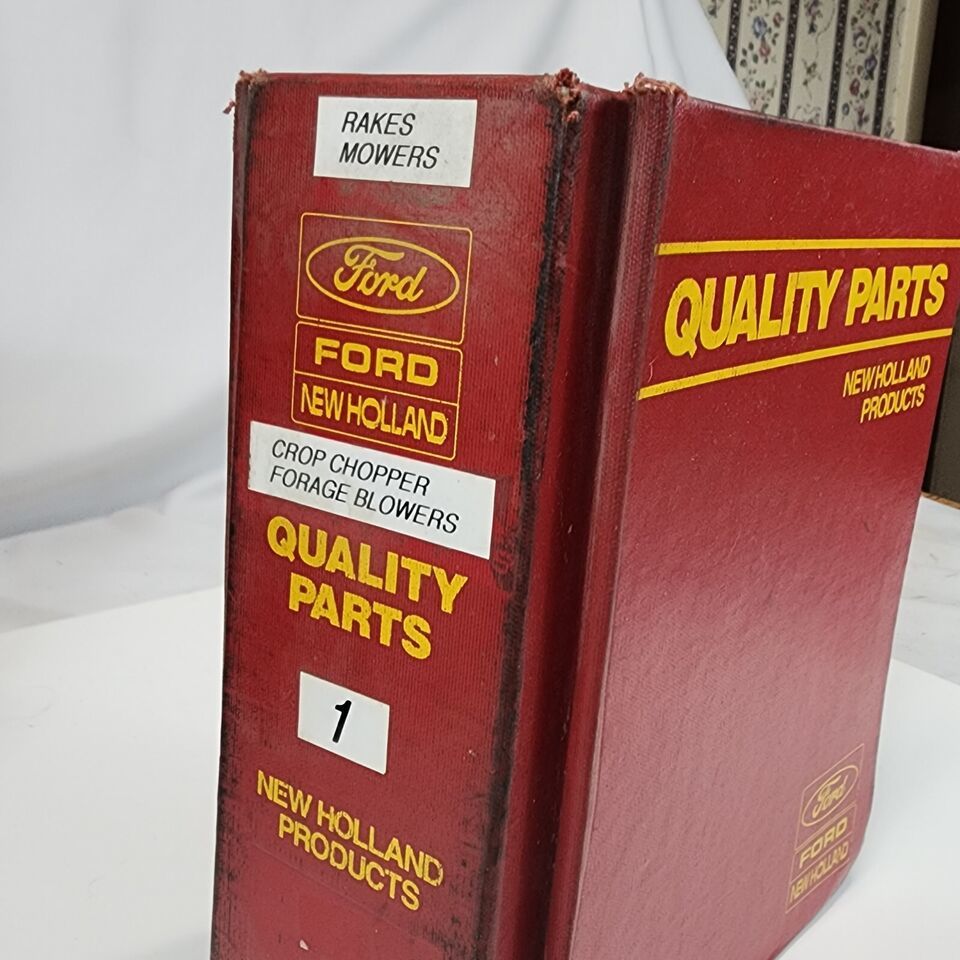 RAKES
MOWERS
Ford
FORD
NEW HOLLAND
CROP CHOPPER
FORAGE BLOWERS
QUALITY
PARTS
1
NEW HOLLAND
PRODUCTS
QUALITY PARTS
NEW HOLLAND
PRODUCTS
Ford
FORD
NEW HOLLAND